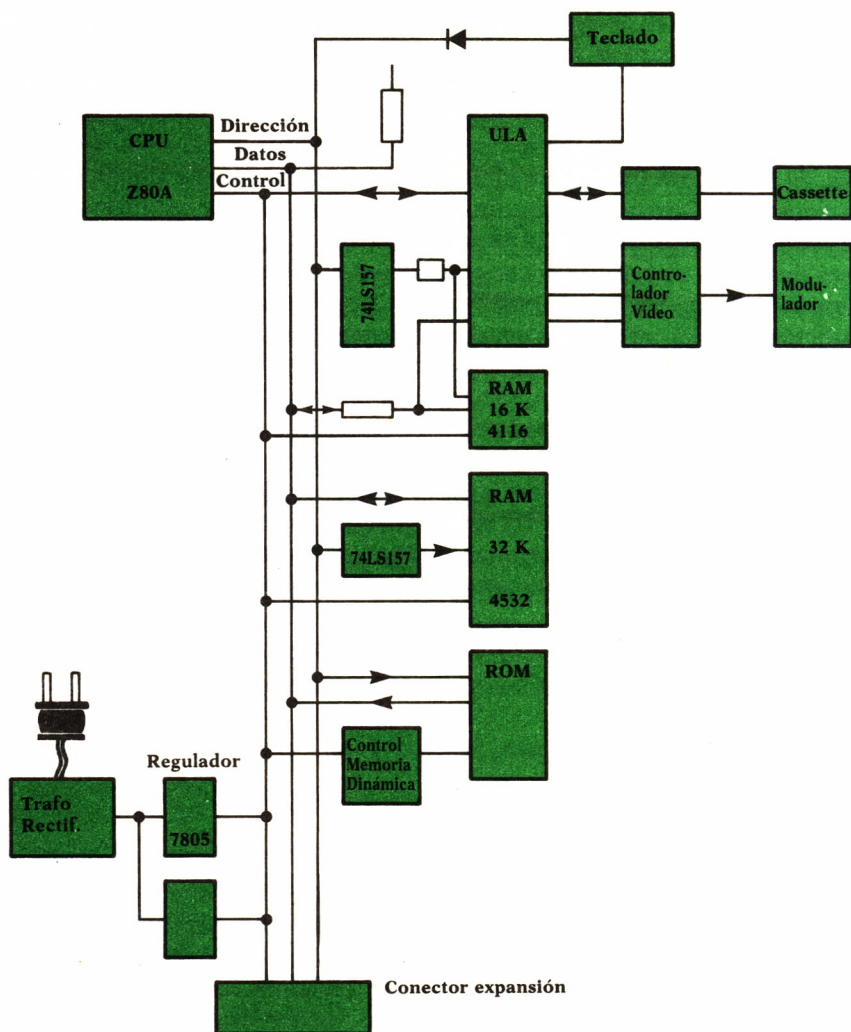 Teclado
Dirección
CPU
ULA
Datos
Control
Z80A
Cassette
74LS157
Contro-
lador
Vídeo
Modu-
lador
RAM
16 K
4116
RAM
74LS157
32 K
4532
ROM
Control
Memoria
Dinámica
Regulador
Trafo
Rectif.
7805
Conector expansión